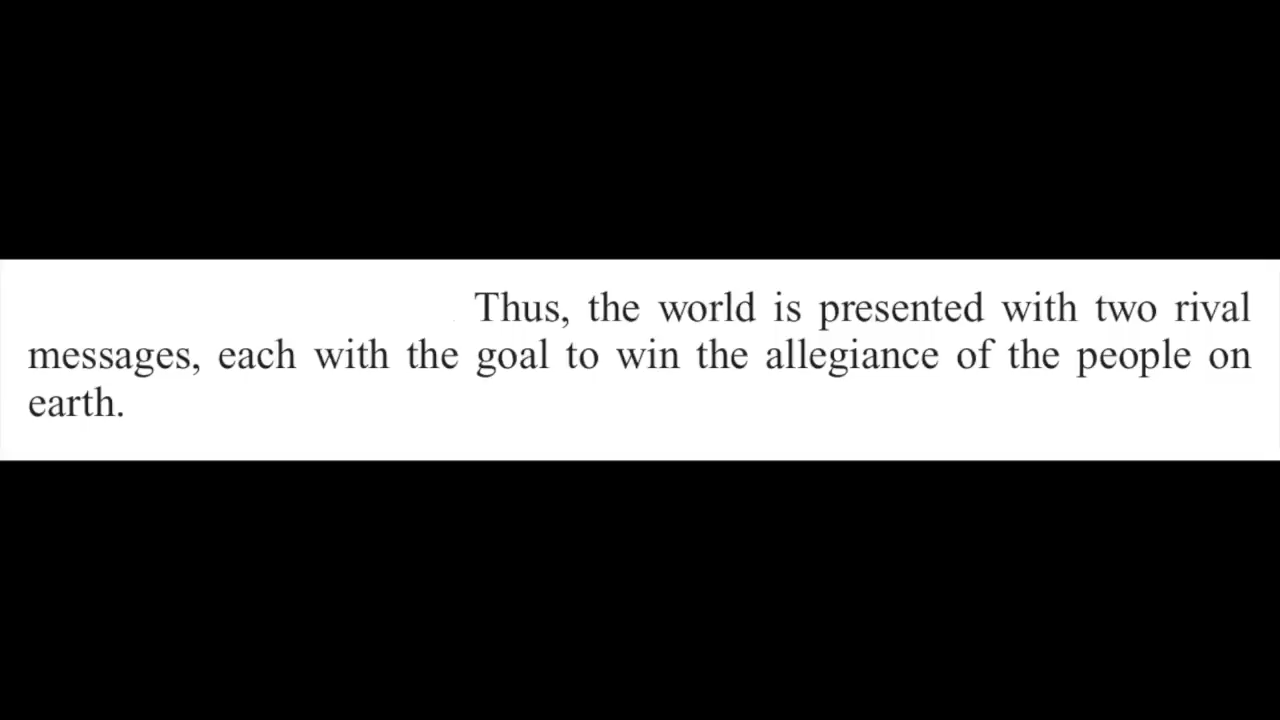 Thus, the world is presented with two rival
messages, each with the goal to win the allegiance of the people on
earth.